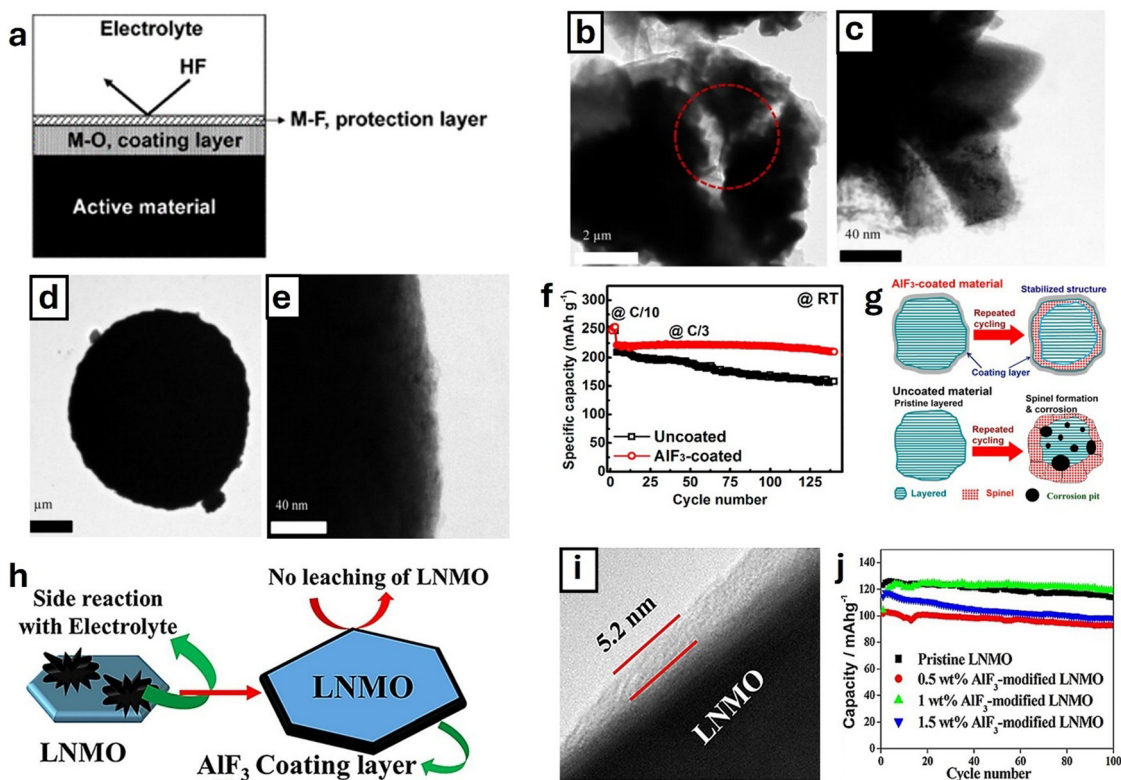 a
Electrolyte
HF
M-F, protection layer
M-O, coating layer
Active material
b
2 µm
c
40 nm
d
µm
e
40 nm
f
Specific capacity (mAh g⁻¹)
300
250
200
150
100
50
0
@ C/10
@ C/3
@ RT
Uncoated
AlF₃-coated
0 25 50 75 100 125
Cycle number
g
AlF₃-coated material
Stabilized structure
Repeated
cycling
Coating layer
Uncoated material
Pristine layered
Spinel formation
& corrosion
Repeated
cycling
Layered
Spinel
Corrosion pit
h
No leaching of LNMO
Side reaction
with Electrolyte
LNMO
LNMO
AlF₃ Coating layer
i
5.2 nm
LNMO
j
Capacity / mAhg⁻¹
140
120
100
80
60
40
20
0
Pristine LNMO
0.5 wt% AlF₃-modified LNMO
1 wt% AlF₃-modified LNMO
1.5 wt% AlF₃-modified LNMO
0 20 40 60 80 100
Cycle number